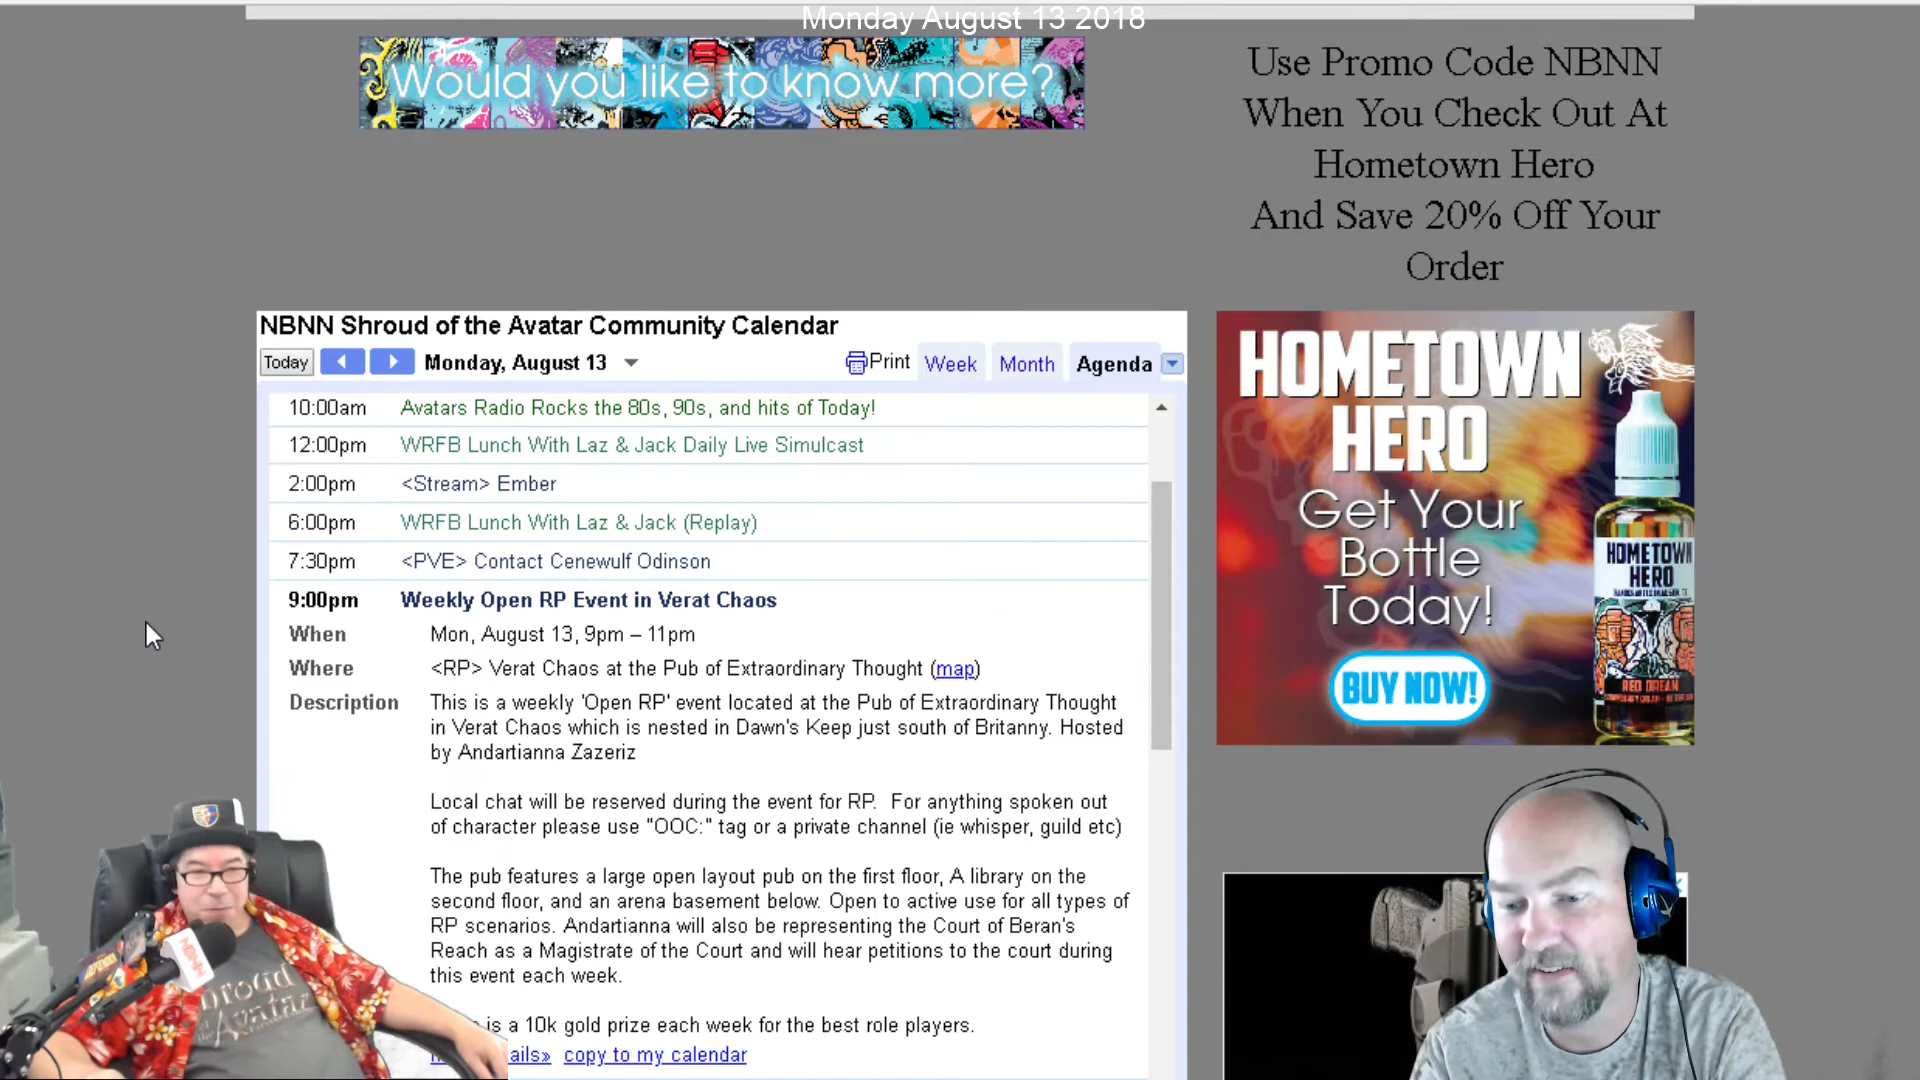 Monday August 13 2018
Would you like to know more?
Use Promo Code NBNN
When You Check Out At
Hometown Hero
And Save 20% Off Your
Order
NBNN Shroud of the Avatar Community Calendar
Today Monday, August 13 Print Week Month Agenda
10:00am Avatars Radio Rocks the 80s, 90s, and hits of Today!
12:00pm WRFB Lunch With Laz & Jack Daily Live Simulcast
2:00pm <Stream> Ember
6:00pm WRFB Lunch With Laz & Jack (Replay)
7:30pm <PVE> Contact Cenewulf Odinson
9:00pm Weekly Open RP Event in Verat Chaos
When Mon, August 13, 9pm – 11pm
Where <RP> Verat Chaos at the Pub of Extraordinary Thought (map)
Description This is a weekly 'Open RP' event located at the Pub of Extraordinary Thought
in Verat Chaos which is nested in Dawn's Keep just south of Britanny. Hosted
by Andartianna Zazeriz
Local chat will be reserved during the event for RP. For anything spoken out
of character please use "OOC:" tag or a private channel (ie whisper, guild etc)
The pub features a large open layout pub on the first floor, A library on the
second floor, and an arena basement below. Open to active use for all types of
RP scenarios. Andartianna will also be representing the Court of Beran's
Reach as a Magistrate of the Court and will hear petitions to the court during
this event each week.
is a 10k gold prize each week for the best role players.
ails» copy to my calendar
HOMETOWN
HERO
Get Your
Bottle
Today!
BUY NOW!
HOMETOWN
HERO
RED DREAM
NBNN
Shroud
of the
Avatar